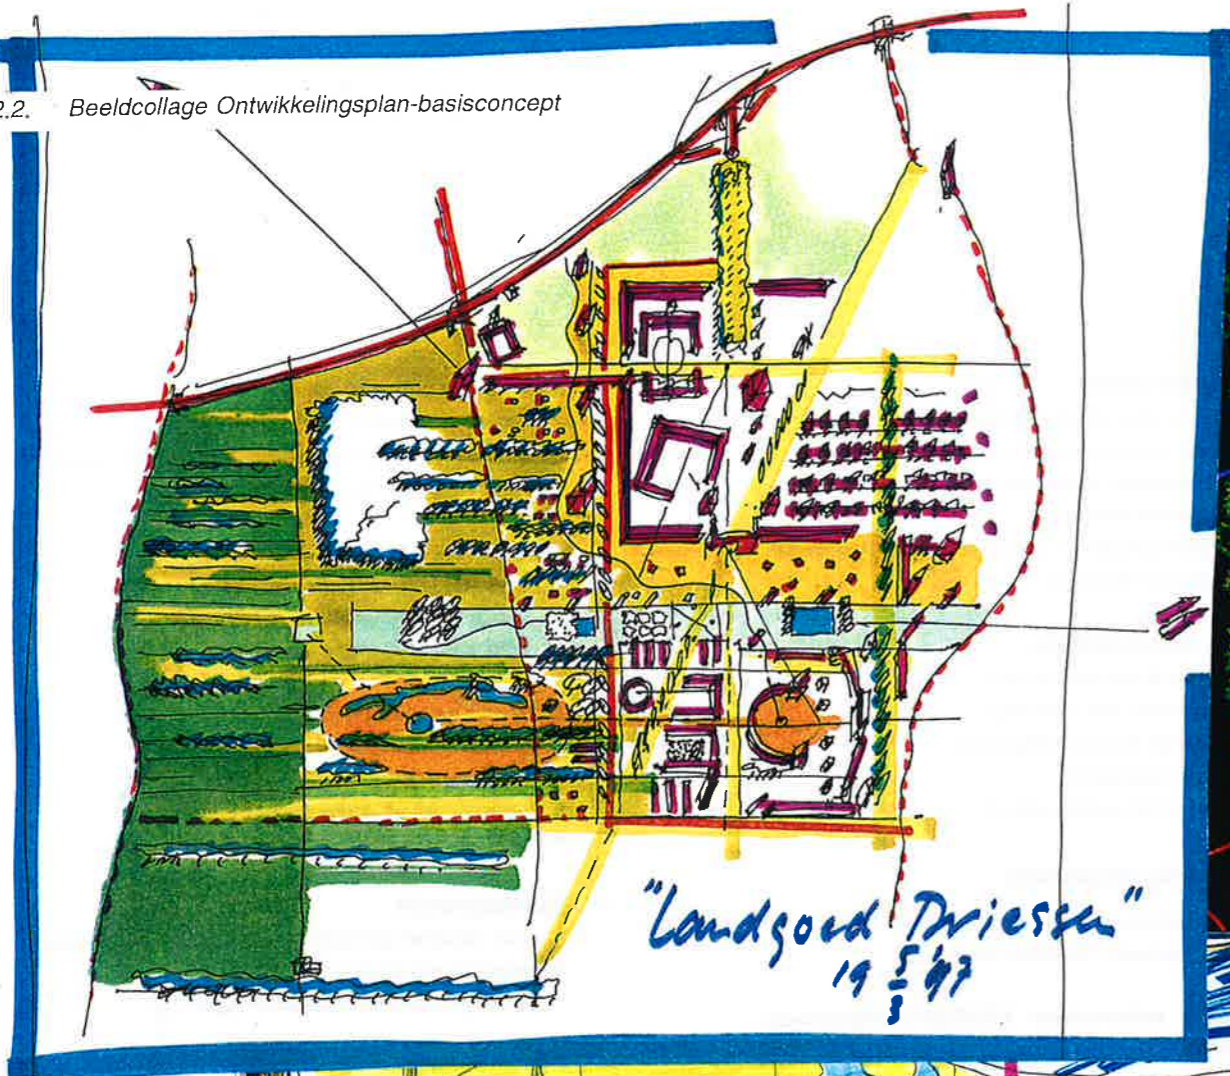 2.2. Beeldcollage Ontwikkelingsplan-basisconcept
"Landgoed Driessen"
19 5/3 '97